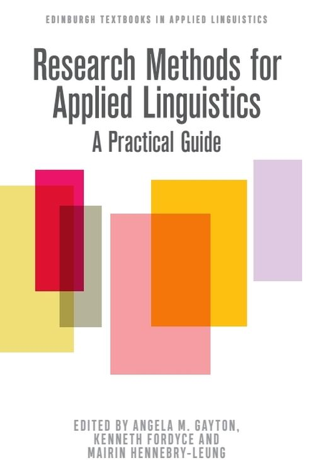 EDINBURGH TEXTBOOKS IN APPLIED LINGUISTICS
Research Methods for
Applied Linguistics
A Practical Guide
EDITED BY ANGELA M. GAYTON,
KENNETH FORDYCE AND
MAIRIN HENNEBRY-LEUNG